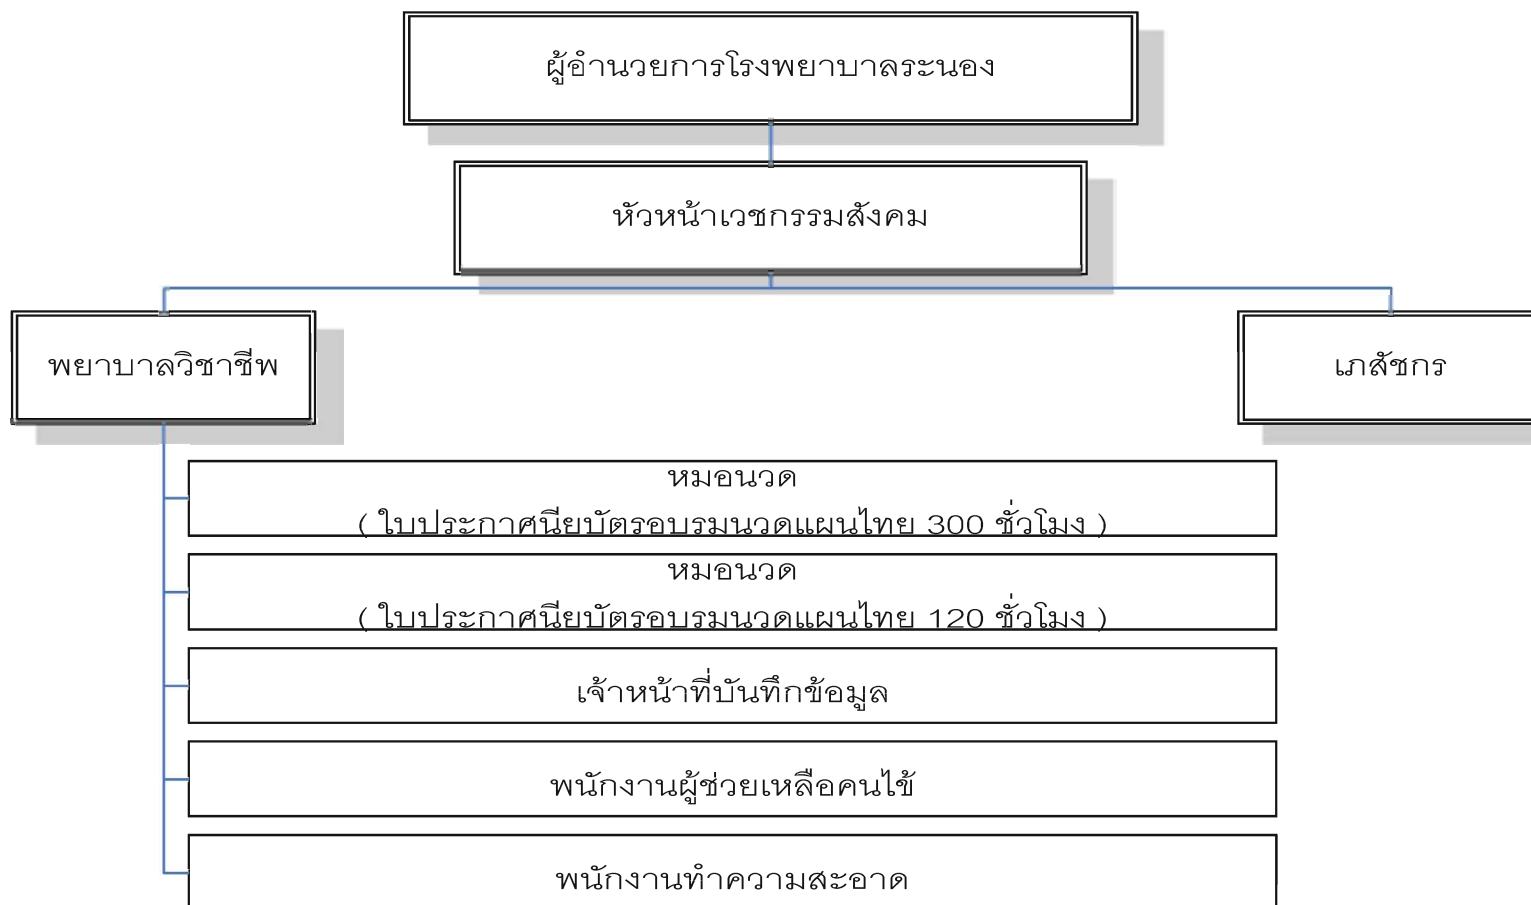 ผู้อำนวยการโรงพยาบาลระนอง
หัวหน้าเวชกรรมสังคม
พยาบาลวิชาชีพ
เภสัชกร
หมอนวด
( ใบประกาศนียบัตรอบรมนวดแผนไทย 300 ชั่วโมง )
หมอนวด
( ใบประกาศนียบัตรอบรมนวดแผนไทย 120 ชั่วโมง )
เจ้าหน้าที่บันทึกข้อมูล
พนักงานผู้ช่วยเหลือคนไข้
พนักงานทำความสะอาด